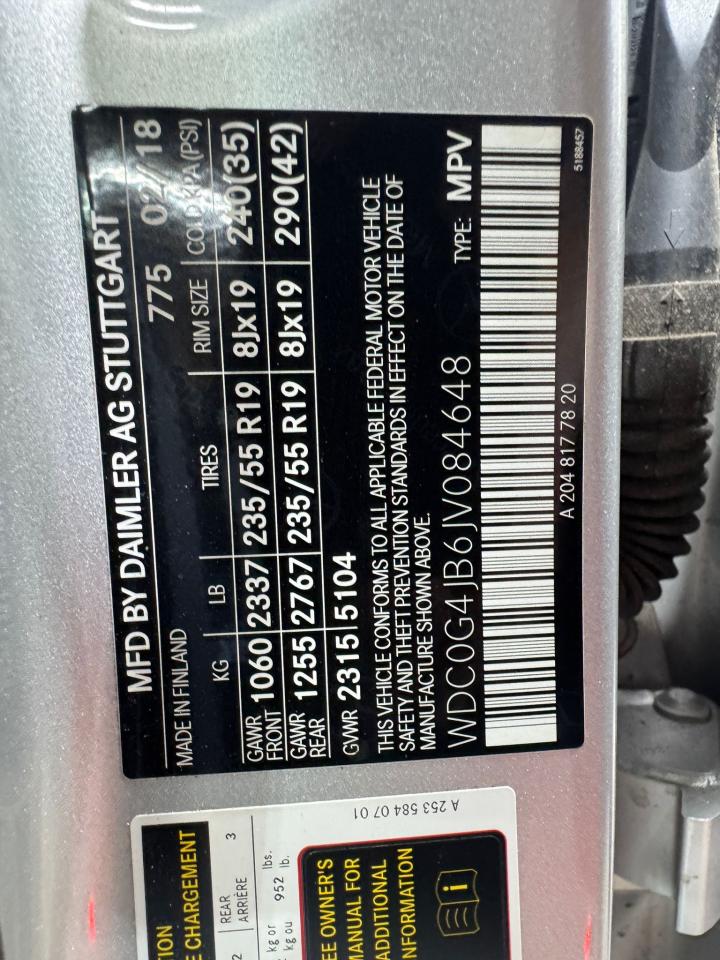 MFD BY DAIMLER AG STUTTGART
MADE IN FINLAND 775 02/18
KG LB TIRES RIM SIZE COLD KPA (PSI)
GAWR FRONT 1060 2337 235/55 R19 8Jx19 240(35)
GAWR REAR 1255 2767 235/55 R19 8Jx19 290(42)
GVWR 2315 5104
THIS VEHICLE CONFORMS TO ALL APPLICABLE FEDERAL MOTOR VEHICLE
SAFETY AND THEFT PREVENTION STANDARDS IN EFFECT ON THE DATE OF
MANUFACTURE SHOWN ABOVE.
WDC0G4JB6JV084648 TYPE: MPV
A 204 817 78 20
5188457
A 253 584 07 01
TION
E CHARGEMENT
2 REAR
ARRIÈRE 3
kg or
kg ou 952 lbs.
lb.
EE OWNER'S
MANUAL FOR
ADDITIONAL
NFORMATION
i